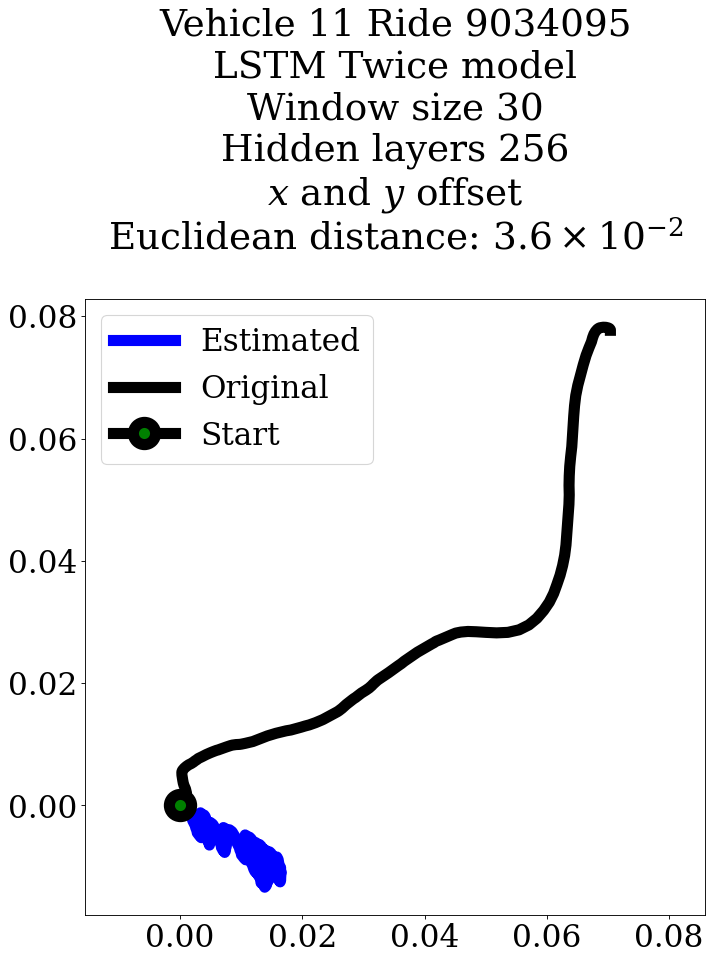 Vehicle 11 Ride 9034095
LSTM Twice model
Window size 30
Hidden layers 256
x and y offset
Euclidean distance: 3.6 × 10⁻²
Estimated
Original
Start
0.08
0.06
0.04
0.02
0.00
0.00 0.02 0.04 0.06 0.08